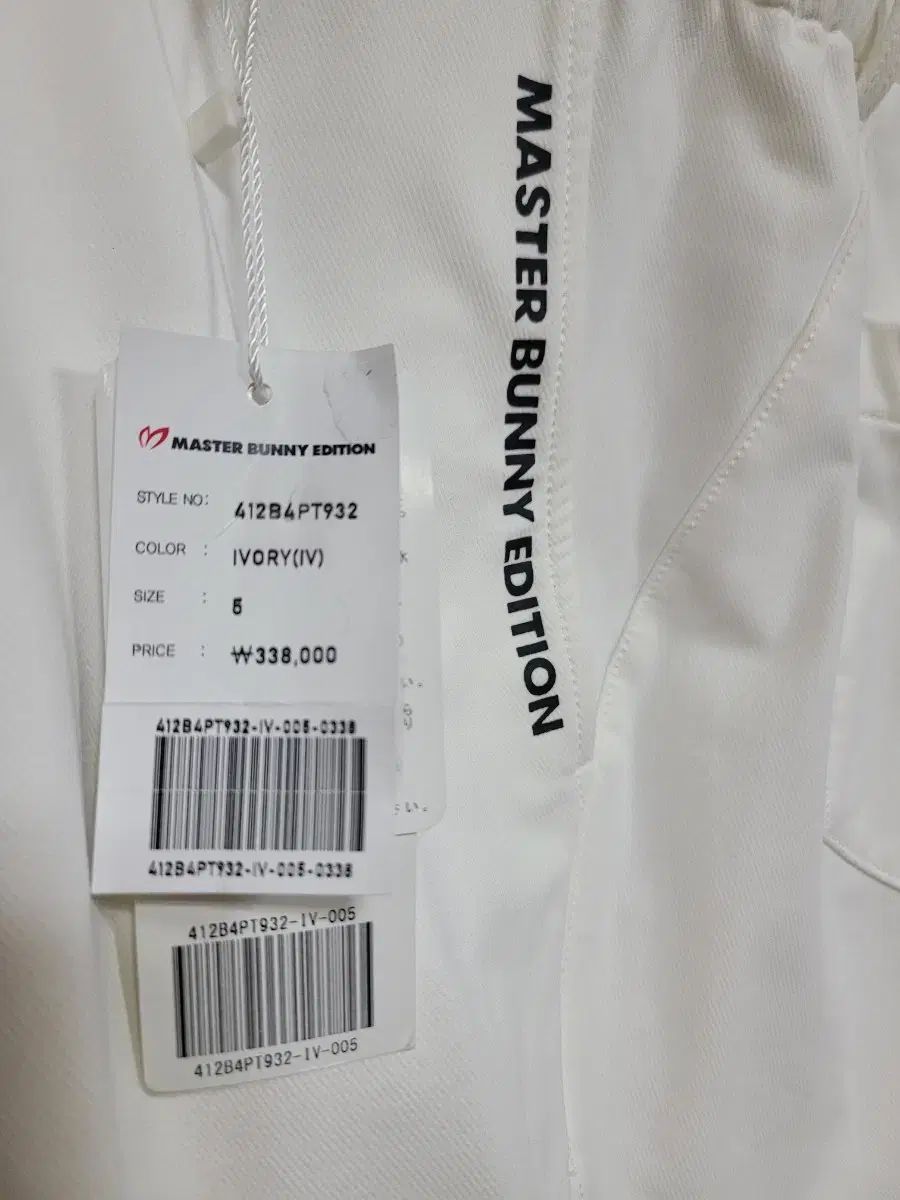 MASTER BUNNY EDITION
MASTER BUNNY EDITION
STYLE NO: 412B4PT932
COLOR : IVORY(IV)
SIZE : 5
PRICE : ₩338,000
412B4PT932-IV-005-0338
412B4PT932-IV-005-0338
412B4PT932-IV-005
412B4PT932-IV-005